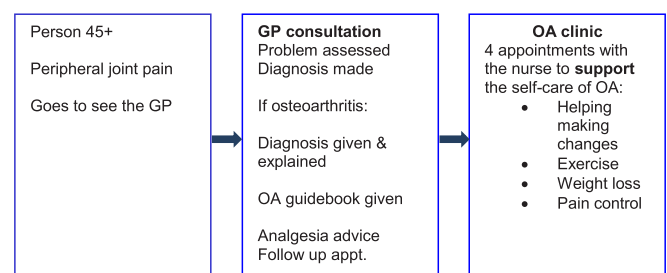 Person 45+
Peripheral joint pain
Goes to see the GP
GP consultation
Problem assessed
Diagnosis made
If osteoarthritis:
Diagnosis given &
explained
OA guidebook given
Analgesia advice
Follow up appt.
OA clinic
4 appointments with
the nurse to support
the self-care of OA:
• Helping
making
changes
• Exercise
• Weight loss
• Pain control